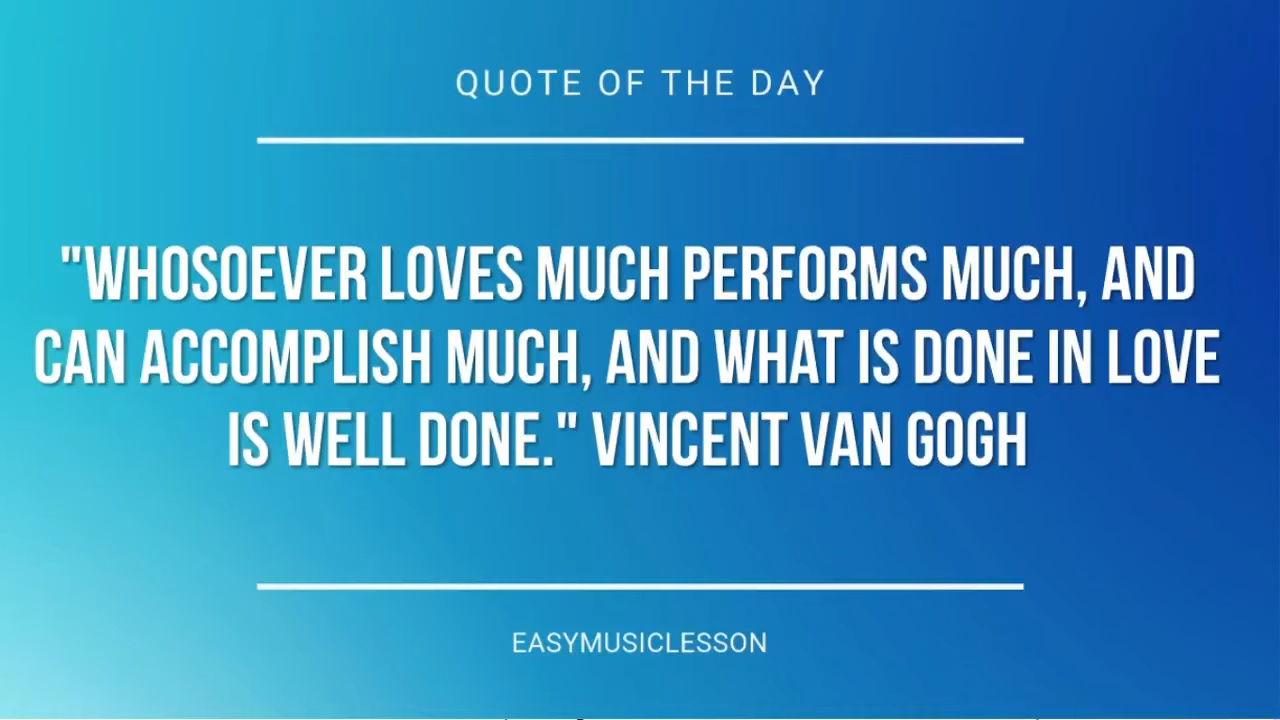 QUOTE OF THE DAY
"WHOSOEVER LOVES MUCH PERFORMS MUCH, AND
CAN ACCOMPLISH MUCH, AND WHAT IS DONE IN LOVE
IS WELL DONE." VINCENT VAN GOGH
EASYMUSICLESSON